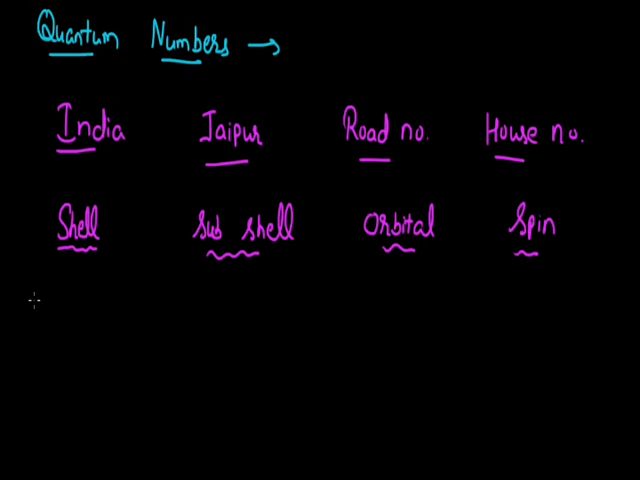 Quantum Numbers →
India Jaipur Road no. House no.
Shell Sub shell Orbital Spin